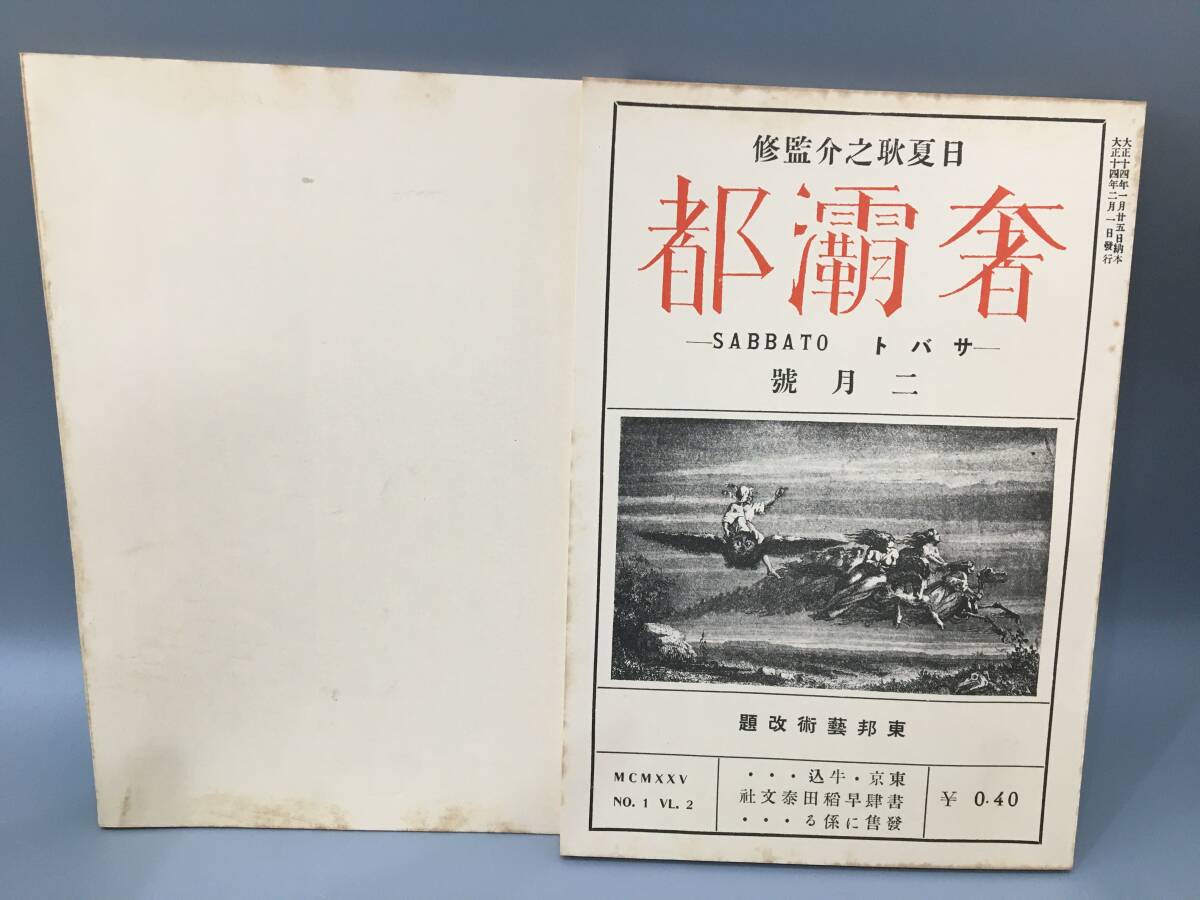 大正十四年一月廿五日納本
大正十四年二月一日發行
日夏耿之介監修
奢灞都
—SABBATO サバト—
二月號
東邦藝術改題
MCMXXV
NO. 1 VL. 2
東京・牛込・・・
書肆早稻田泰文社
發售に係る・・・
¥ 0.40